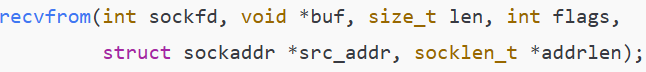 recvfrom(int sockfd, void *buf, size_t len, int flags,
struct sockaddr *src_addr, socklen_t *addrlen);